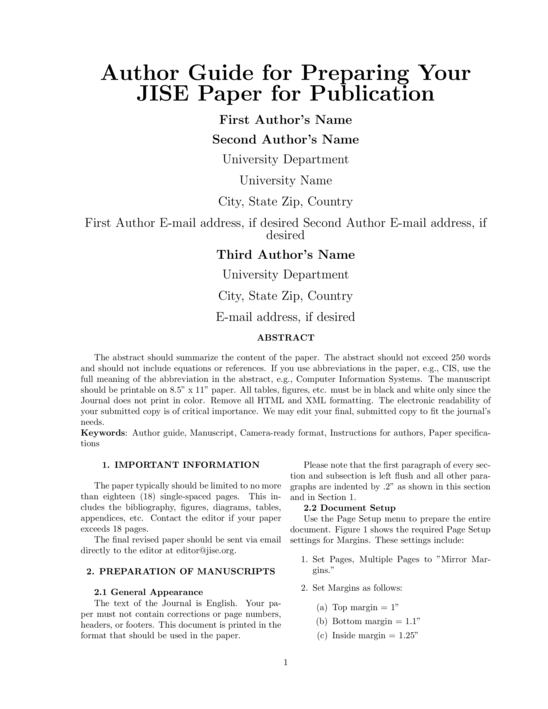 Author Guide for Preparing Your
JISE Paper for Publication
First Author's Name
Second Author's Name
University Department
University Name
City, State Zip, Country
First Author E-mail address, if desired Second Author E-mail address, if
desired
Third Author's Name
University Department
City, State Zip, Country
E-mail address, if desired
ABSTRACT
The abstract should summarize the content of the paper. The abstract should not exceed 250 words
and should not include equations or references. If you use abbreviations in the paper, e.g., CIS, use the
full meaning of the abbreviation in the abstract, e.g., Computer Information Systems. The manuscript
should be printable on 8.5" x 11" paper. All tables, figures, etc. must be in black and white only since the
Journal does not print in color. Remove all HTML and XML formatting. The electronic readability of
your submitted copy is of critical importance. We may edit your final, submitted copy to fit the journal's
needs.
Keywords: Author guide, Manuscript, Camera-ready format, Instructions for authors, Paper specifica-
tions
1. IMPORTANT INFORMATION
The paper typically should be limited to no more
than eighteen (18) single-spaced pages. This in-
cludes the bibliography, figures, diagrams, tables,
appendices, etc. Contact the editor if your paper
exceeds 18 pages.
The final revised paper should be sent via email
directly to the editor at editor@jise.org.
2. PREPARATION OF MANUSCRIPTS
2.1 General Appearance
The text of the Journal is English. Your pa-
per must not contain corrections or page numbers,
headers, or footers. This document is printed in the
format that should be used in the paper.
Please note that the first paragraph of every sec-
tion and subsection is left flush and all other para-
graphs are indented by .2" as shown in this section
and in Section 1.
2.2 Document Setup
Use the Page Setup menu to prepare the entire
document. Figure 1 shows the required Page Setup
settings for Margins. These settings include:
1. Set Pages, Multiple Pages to "Mirror Mar-
gins."
2. Set Margins as follows:
(a) Top margin = 1"
(b) Bottom margin = 1.1"
(c) Inside margin = 1.25"
1